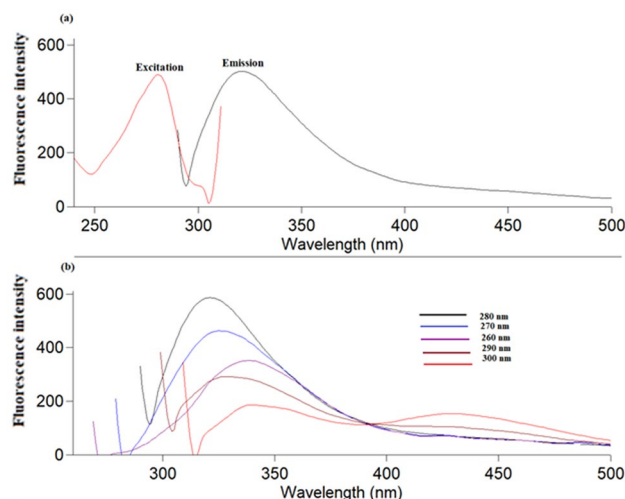 (a)
600
Excitation
Emission
400
200
0
250
300
350
400
450
500
Fluorescence intensity
Wavelength (nm)
(b)
600
280 nm
270 nm
260 nm
290 nm
300 nm
400
200
0
300
350
400
450
500
Fluorescence intensity
Wavelength (nm)